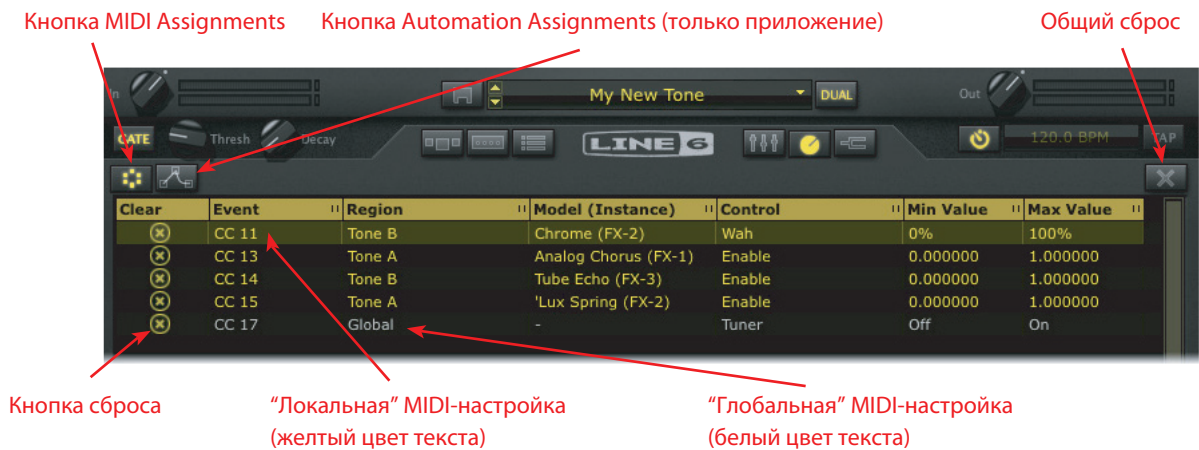 Кнопка MIDI Assignments Кнопка Automation Assignments (только приложение) Общий сброс
In My New Tone DUAL Out
GATE Thresh Decay LINE 6 120.0 BPM TAP
Clear Event Region Model (Instance) Control Min Value Max Value
CC 11 Tone B Chrome (FX-2) Wah 0% 100%
CC 13 Tone A Analog Chorus (FX-1) Enable 0.000000 1.000000
CC 14 Tone B Tube Echo (FX-3) Enable 0.000000 1.000000
CC 15 Tone A 'Lux Spring (FX-2) Enable 0.000000 1.000000
CC 17 Global - Tuner Off On
Кнопка сброса “Локальная” MIDI-настройка “Глобальная” MIDI-настройка
(желтый цвет текста) (белый цвет текста)